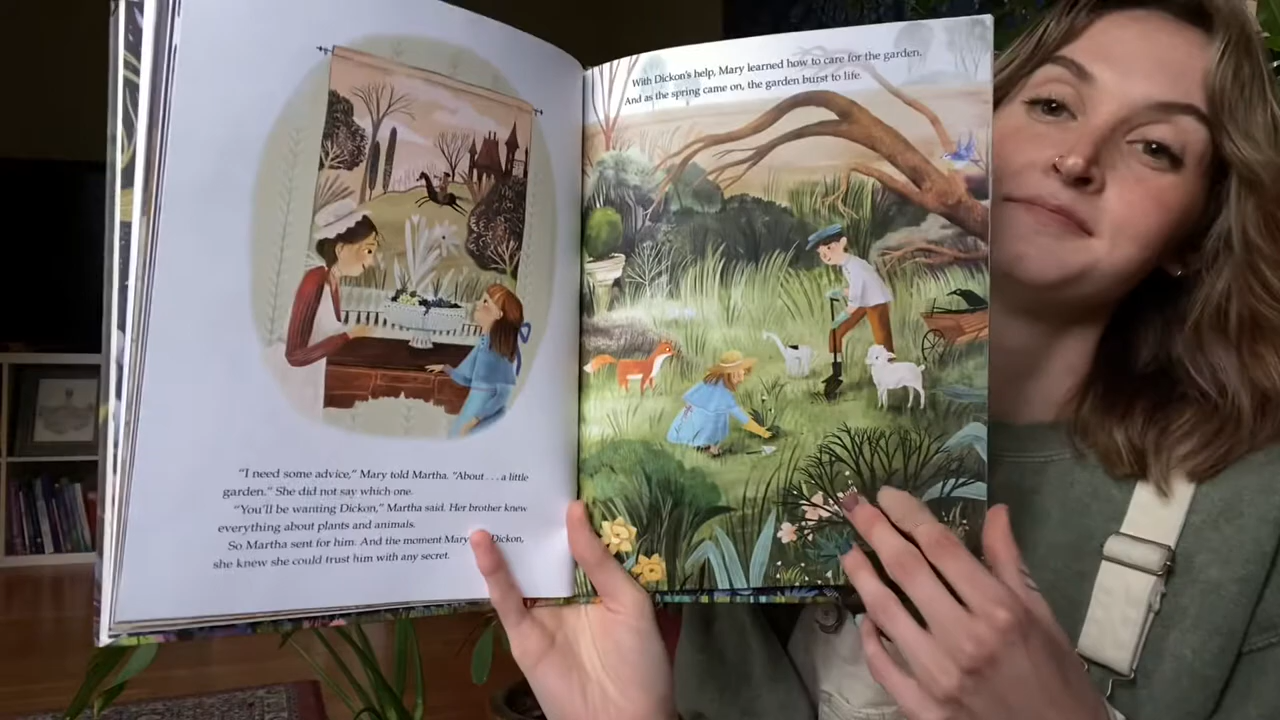 "I need some advice," Mary told Martha. "About . . . a little
garden." She did not say which one.
"You'll be wanting Dickon," Martha said. Her brother knew
everything about plants and animals.
So Martha sent for him. And the moment Mary Dickon,
she knew she could trust him with any secret.
With Dickon's help, Mary learned how to care for the garden.
And as the spring came on, the garden burst to life.